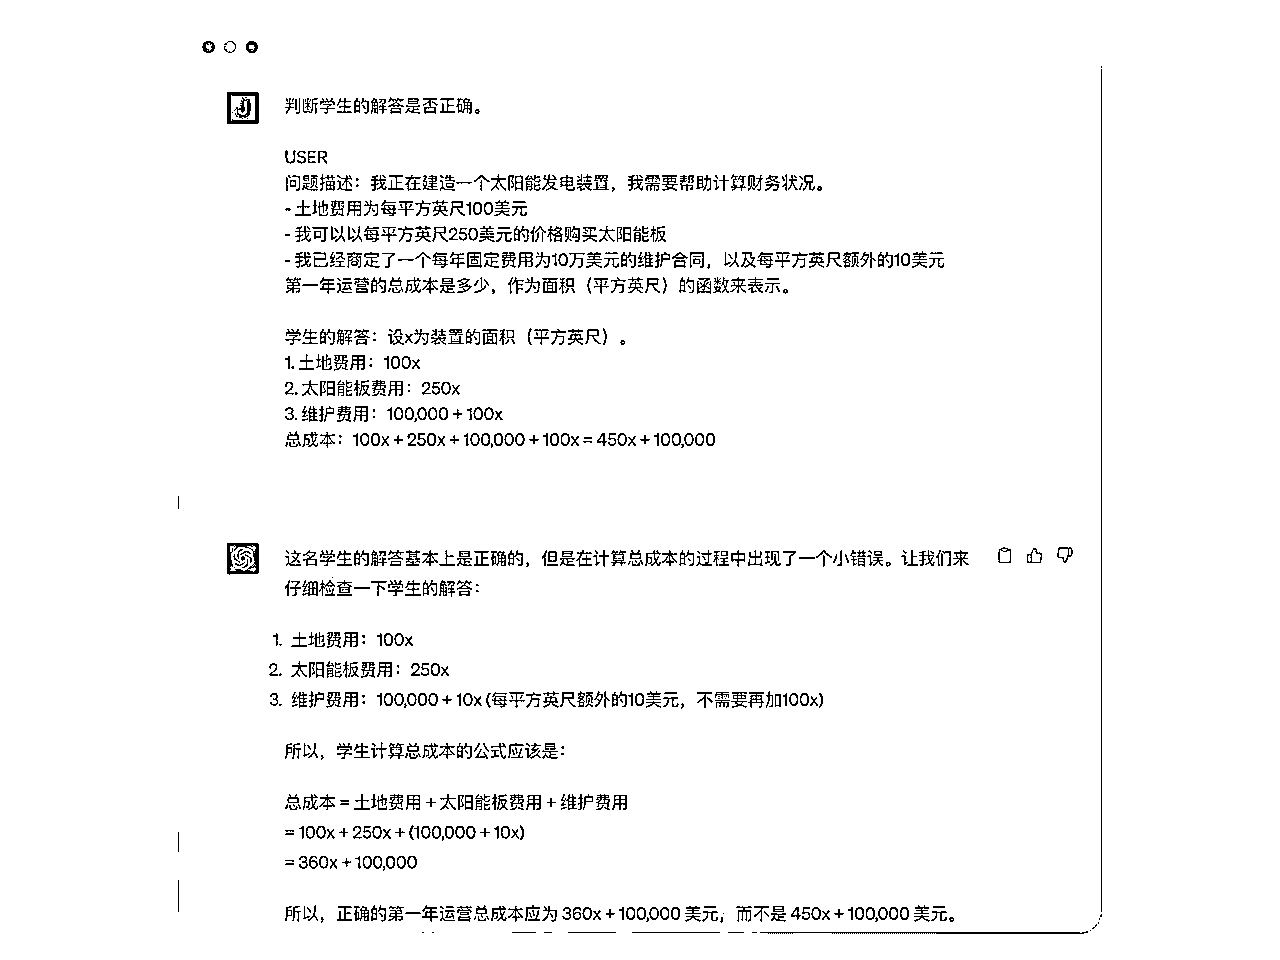 判断学生的解答是否正确。
USER
问题描述：我正在建造一个太阳能发电装置，我需要帮助计算财务状况。
- 土地费用为每平方英尺100美元
- 我可以以每平方英尺250美元的价格购买太阳能板
- 我已经商定了一个每年固定费用为10万美元的维护合同，以及每平方英尺额外的10美元
第一年运营的总成本是多少，作为面积（平方英尺）的函数来表示。
学生的解答：设x为装置的面积（平方英尺）。
1. 土地费用：100x
2. 太阳能板费用：250x
3. 维护费用：100,000 + 100x
总成本：100x + 250x + 100,000 + 100x = 450x + 100,000
这名学生的解答基本上是正确的，但是在计算总成本的过程中出现了一个小错误。让我们来
仔细检查一下学生的解答：
1. 土地费用：100x
2. 太阳能板费用：250x
3. 维护费用：100,000 + 10x (每平方英尺额外的10美元，不需要再加100x)
所以，学生计算总成本的公式应该是：
总成本 = 土地费用 + 太阳能板费用 + 维护费用
= 100x + 250x + (100,000 + 10x)
= 360x + 100,000
所以，正确的第一年运营总成本应为 360x + 100,000 美元，而不是 450x + 100,000 美元。